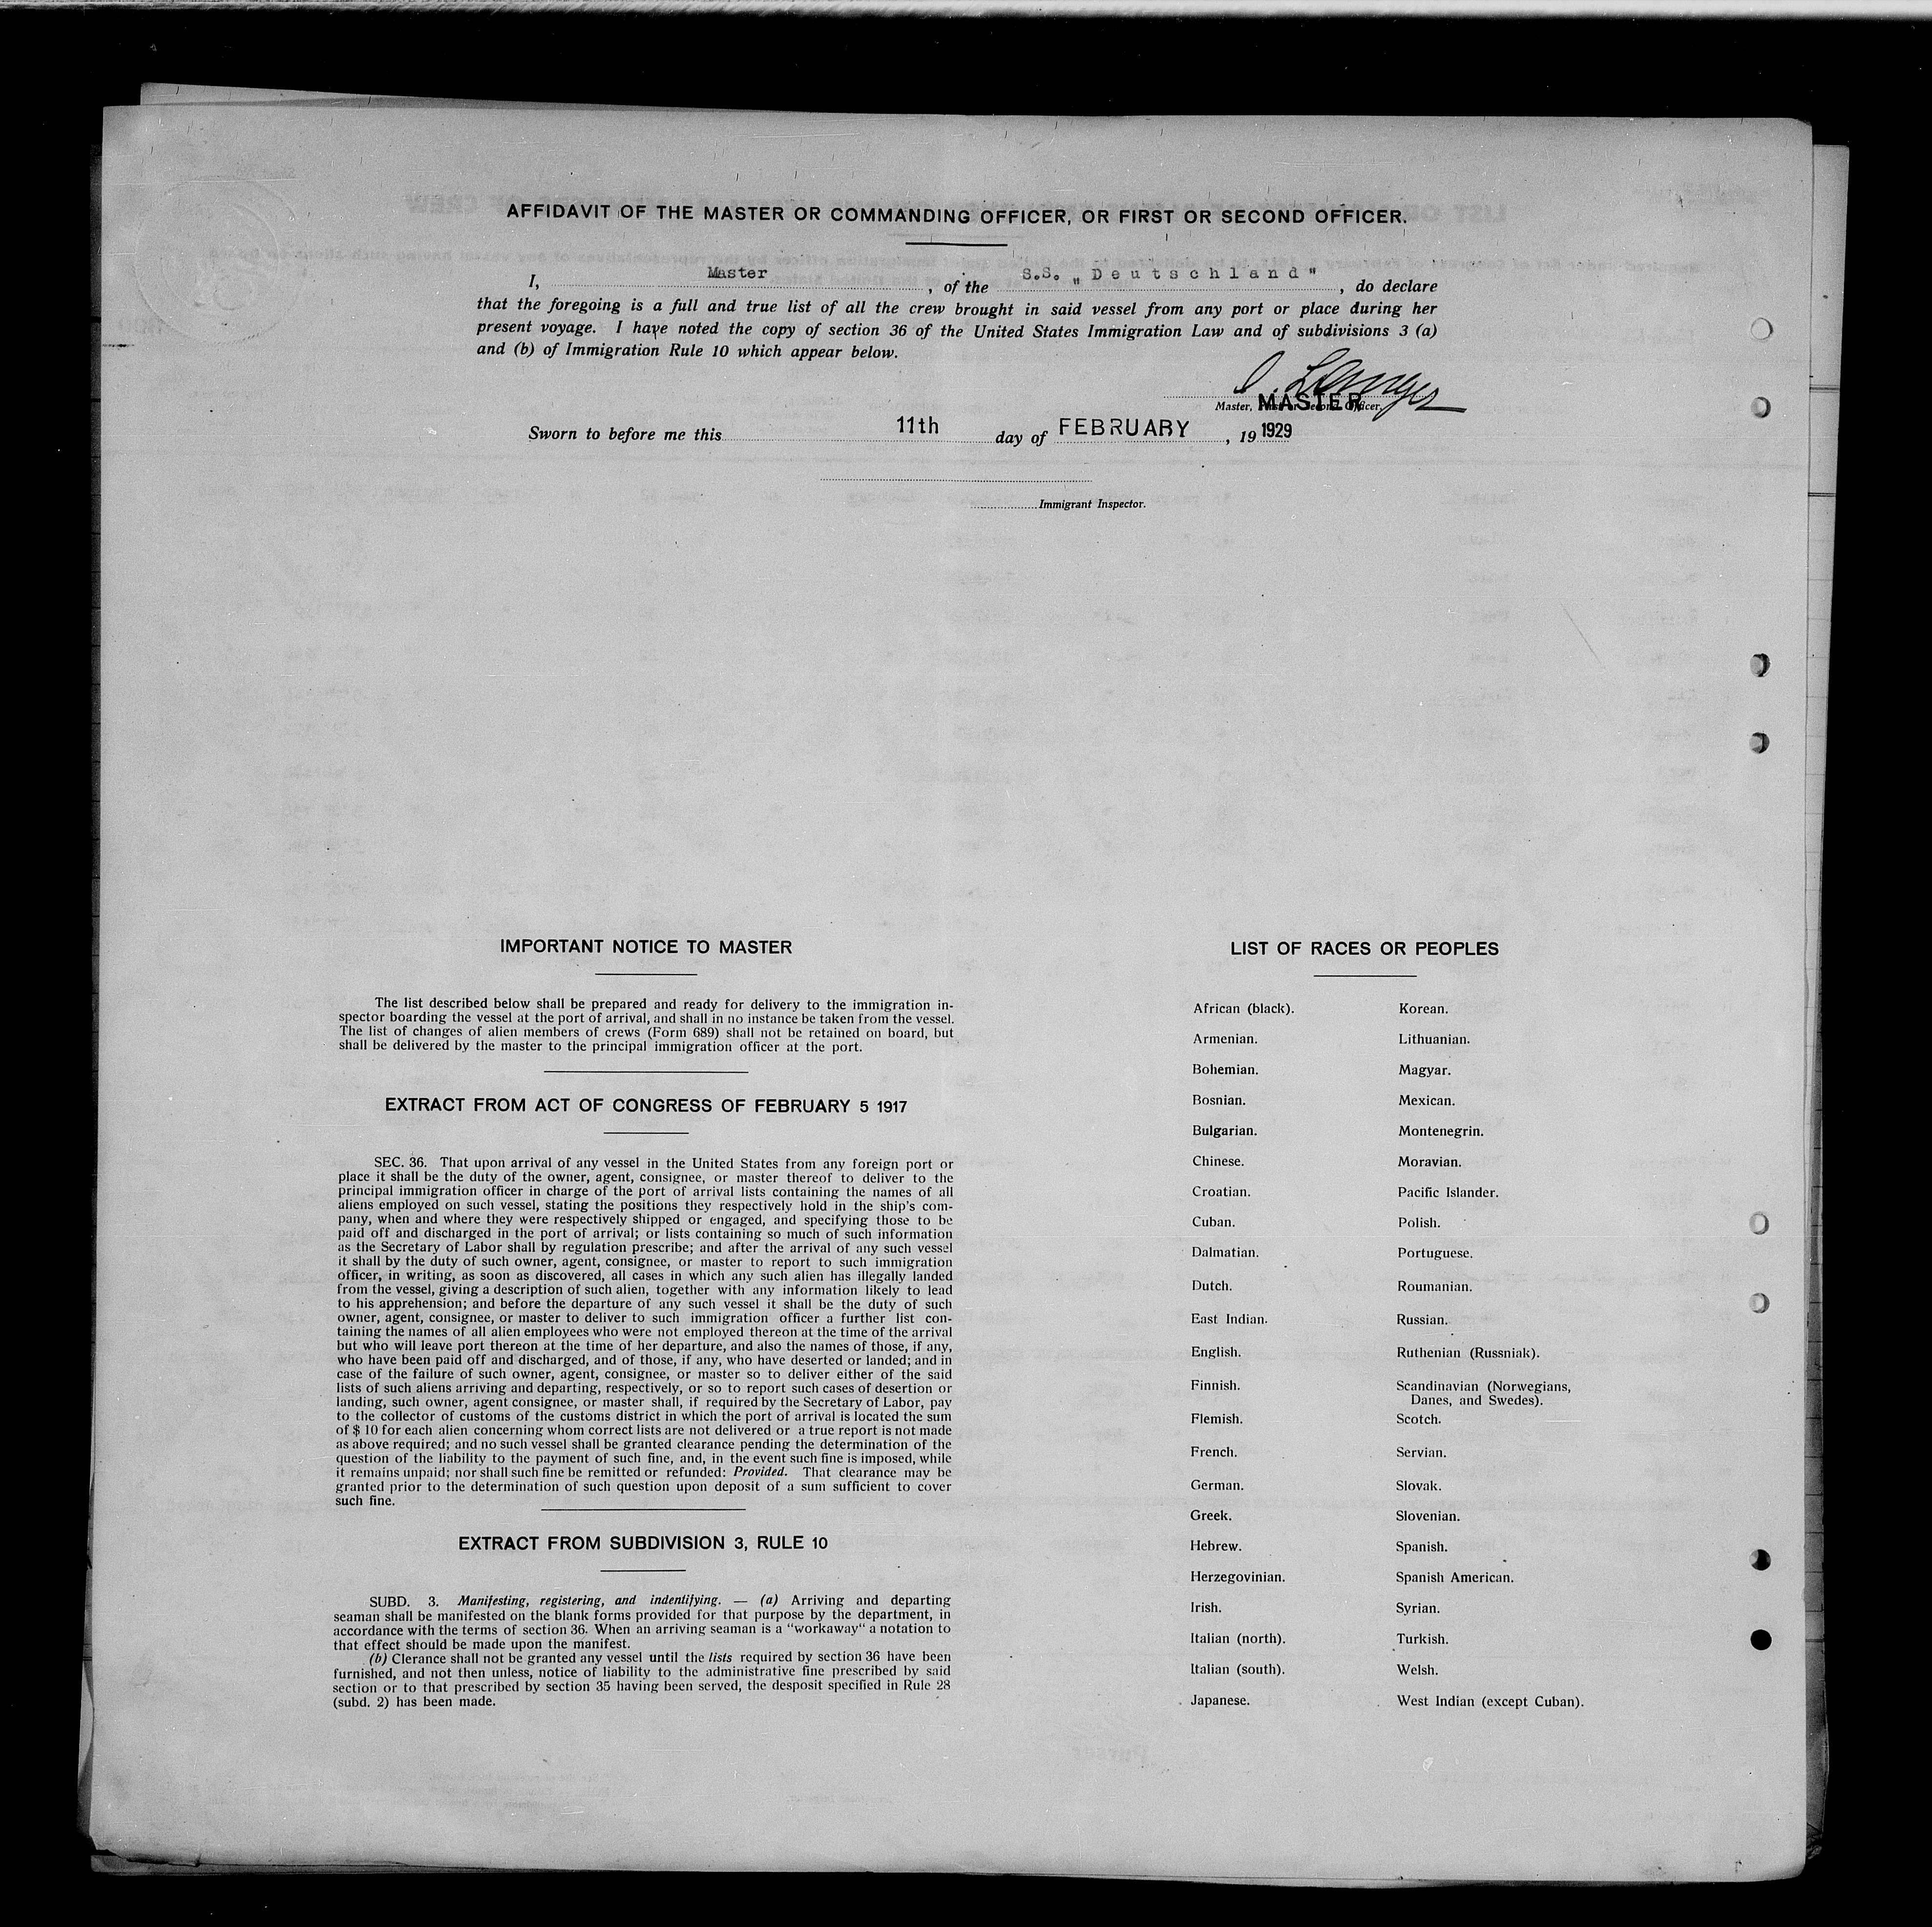 AFFIDAVIT OF THE MASTER OR COMMANDING OFFICER, OR FIRST OR SECOND OFFICER.
I, Master, of the S.S. „Deutschland", do declare
that the foregoing is a full and true list of all the crew brought in said vessel from any port or place during her
present voyage. I have noted the copy of section 36 of the United States Immigration Law and of subdivisions 3 (a)
and (b) of Immigration Rule 10 which appear below.
Master, First or Second Officer.
MASTER
Sworn to before me this 11th day of FEBRUARY, 19 1929
Immigrant Inspector.
IMPORTANT NOTICE TO MASTER
The list described below shall be prepared and ready for delivery to the immigration in-
spector boarding the vessel at the port of arrival, and shall in no instance be taken from the vessel.
The list of changes of alien members of crews (Form 689) shall not be retained on board, but
shall be delivered by the master to the principal immigration officer at the port.
EXTRACT FROM ACT OF CONGRESS OF FEBRUARY 5 1917
SEC. 36. That upon arrival of any vessel in the United States from any foreign port or
place it shall be the duty of the owner, agent, consignee, or master thereof to deliver to the
principal immigration officer in charge of the port of arrival lists containing the names of all
aliens employed on such vessel, stating the positions they respectively hold in the ship's com-
pany, when and where they were respectively shipped or engaged, and specifying those to be
paid off and discharged in the port of arrival; or lists containing so much of such information
as the Secretary of Labor shall by regulation prescribe; and after the arrival of any such vessel
it shall by the duty of such owner, agent, consignee, or master to report to such immigration
officer, in writing, as soon as discovered, all cases in which any such alien has illegally landed
from the vessel, giving a description of such alien, together with any information likely to lead
to his apprehension; and before the departure of any such vessel it shall be the duty of such
owner, agent, consignee, or master to deliver to such immigration officer a further list con-
taining the names of all alien employees who were not employed thereon at the time of the arrival
but who will leave port thereon at the time of her departure, and also the names of those, if any,
who have been paid off and discharged, and of those, if any, who have deserted or landed; and in
case of the failure of such owner, agent, consignee, or master so to deliver either of the said
lists of such aliens arriving and departing, respectively, or so to report such cases of desertion or
landing, such owner, agent consignee, or master shall, if required by the Secretary of Labor, pay
to the collector of customs of the customs district in which the port of arrival is located the sum
of $ 10 for each alien concerning whom correct lists are not delivered or a true report is not made
as above required; and no such vessel shall be granted clearance pending the determination of the
question of the liability to the payment of such fine, and, in the event such fine is imposed, while
it remains unpaid; nor shall such fine be remitted or refunded: Provided. That clearance may be
granted prior to the determination of such question upon deposit of a sum sufficient to cover
such fine.
EXTRACT FROM SUBDIVISION 3, RULE 10
SUBD. 3. Manifesting, registering, and indentifying. — (a) Arriving and departing
seaman shall be manifested on the blank forms provided for that purpose by the department, in
accordance with the terms of section 36. When an arriving seaman is a "workaway" a notation to
that effect should be made upon the manifest.
(b) Clerance shall not be granted any vessel until the lists required by section 36 have been
furnished, and not then unless, notice of liability to the administrative fine prescribed by said
section or to that prescribed by section 35 having been served, the desposit specified in Rule 28
(subd. 2) has been made.
LIST OF RACES OR PEOPLES
African (black).
Armenian.
Bohemian.
Bosnian.
Bulgarian.
Chinese.
Croatian.
Cuban.
Dalmatian.
Dutch.
East Indian.
English.
Finnish.
Flemish.
French.
German.
Greek.
Hebrew.
Herzegovinian.
Irish.
Italian (north).
Italian (south).
Japanese.
Korean.
Lithuanian.
Magyar.
Mexican.
Montenegrin.
Moravian.
Pacific Islander.
Polish.
Portuguese.
Roumanian.
Russian.
Ruthenian (Russniak).
Scandinavian (Norwegians,
Danes, and Swedes).
Scotch.
Servian.
Slovak.
Slovenian.
Spanish.
Spanish American.
Syrian.
Turkish.
Welsh.
West Indian (except Cuban).